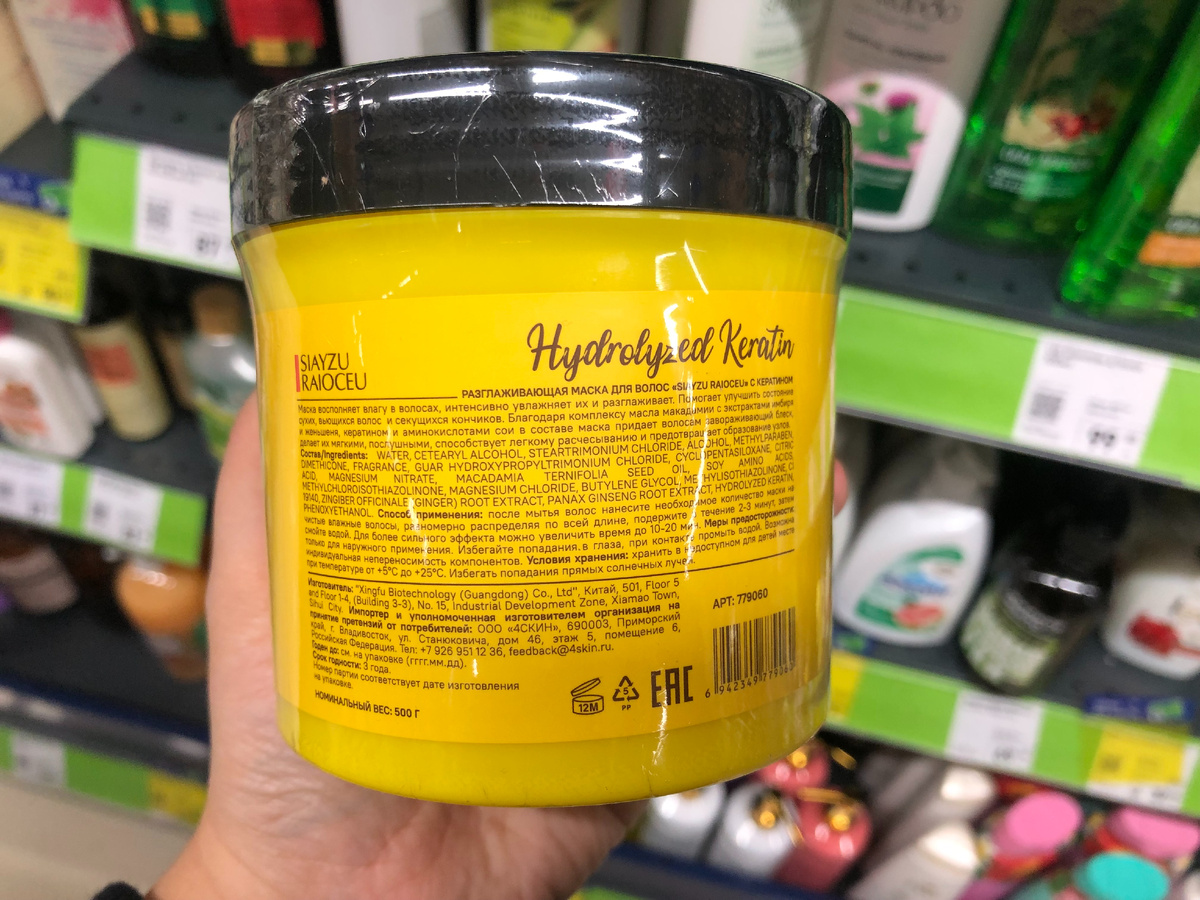 Hydrolyzed Keratin
SIAYZU
RAIOCEU
РАЗГЛАЖИВАЮЩАЯ МАСКА ДЛЯ ВОЛОС «SIAYZU RAIOCEU» С КЕРАТИНОМ
Маска восполняет влагу в волосах, интенсивно увлажняет их и разглаживает. Помогает улучшить состояние
сухих, вьющихся волос и секущихся кончиков. Благодаря комплексу масла макадамии с экстрактами имбиря
и женьшеня, кератином и аминокислотами сои в составе маска придает волосам завораживающий блеск,
делает их мягкими, послушными, способствует легкому расчесыванию и предотвращает образование узлов.
Состав/Ingredients: WATER, CETEARYL ALCOHOL, STEARTRIMONIUM CHLORIDE, ALCOHOL, METHYLPARABEN,
DIMETHICONE, FRAGRANCE, GUAR HYDROXYPROPYLTRIMONIUM CHLORIDE, CYCLOPENTASILOXANE, CITRIC
ACID, MAGNESIUM NITRATE, MACADAMIA TERNIFOLIA SEED OIL, SOY AMINO ACIDS,
METHYLCHLOROISOTHIAZOLINONE, MAGNESIUM CHLORIDE, BUTYLENE GLYCOL, METHYLISOTHIAZOLINONE, CI
19140, ZINGIBER OFFICINALE (GINGER) ROOT EXTRACT, PANAX GINSENG ROOT EXTRACT, HYDROLYZED KERATIN,
PHENOXYETHANOL. Способ применения: после мытья волос нанесите необходимое количество маски на
чистые влажные волосы, равномерно распределяя по всей длине, подержите в течение 2-3 минут, затем
смойте водой. Для более сильного эффекта можно увеличить время до 10-20 мин. Меры предосторожности:
только для наружного применения. Избегайте попадания в глаза, при контакте промыть водой. Возможна
индивидуальная непереносимость компонентов. Условия хранения: хранить в недоступном для детей месте
при температуре от +5°C до +25°C. Избегать попадания прямых солнечных лучей.
Изготовитель: "Xingfu Biotechnology (Guangdong) Co., Ltd", Китай, 501, Floor 5
and Floor 1-4, (Building 3-3), No. 15, Industrial Development Zone, Xiamao Town,
Sihui City. Импортер и уполномоченная изготовителем организация на
принятие претензий от потребителей: ООО «4СКИН», 690003, Приморский
край, г. Владивосток, ул. Станюковича, дом 46, этаж 5, помещение 6,
Российская Федерация. Тел: +7 926 951 12 36, feedback@4skin.ru.
Годен до: см. на упаковке (гггг.мм.дд).
Срок годности: 3 года.
Номер партии соответствует дате изготовления
на упаковке.
НОМИНАЛЬНЫЙ ВЕС: 500 Г
АРТ: 779060
12M
5
PP
EAC